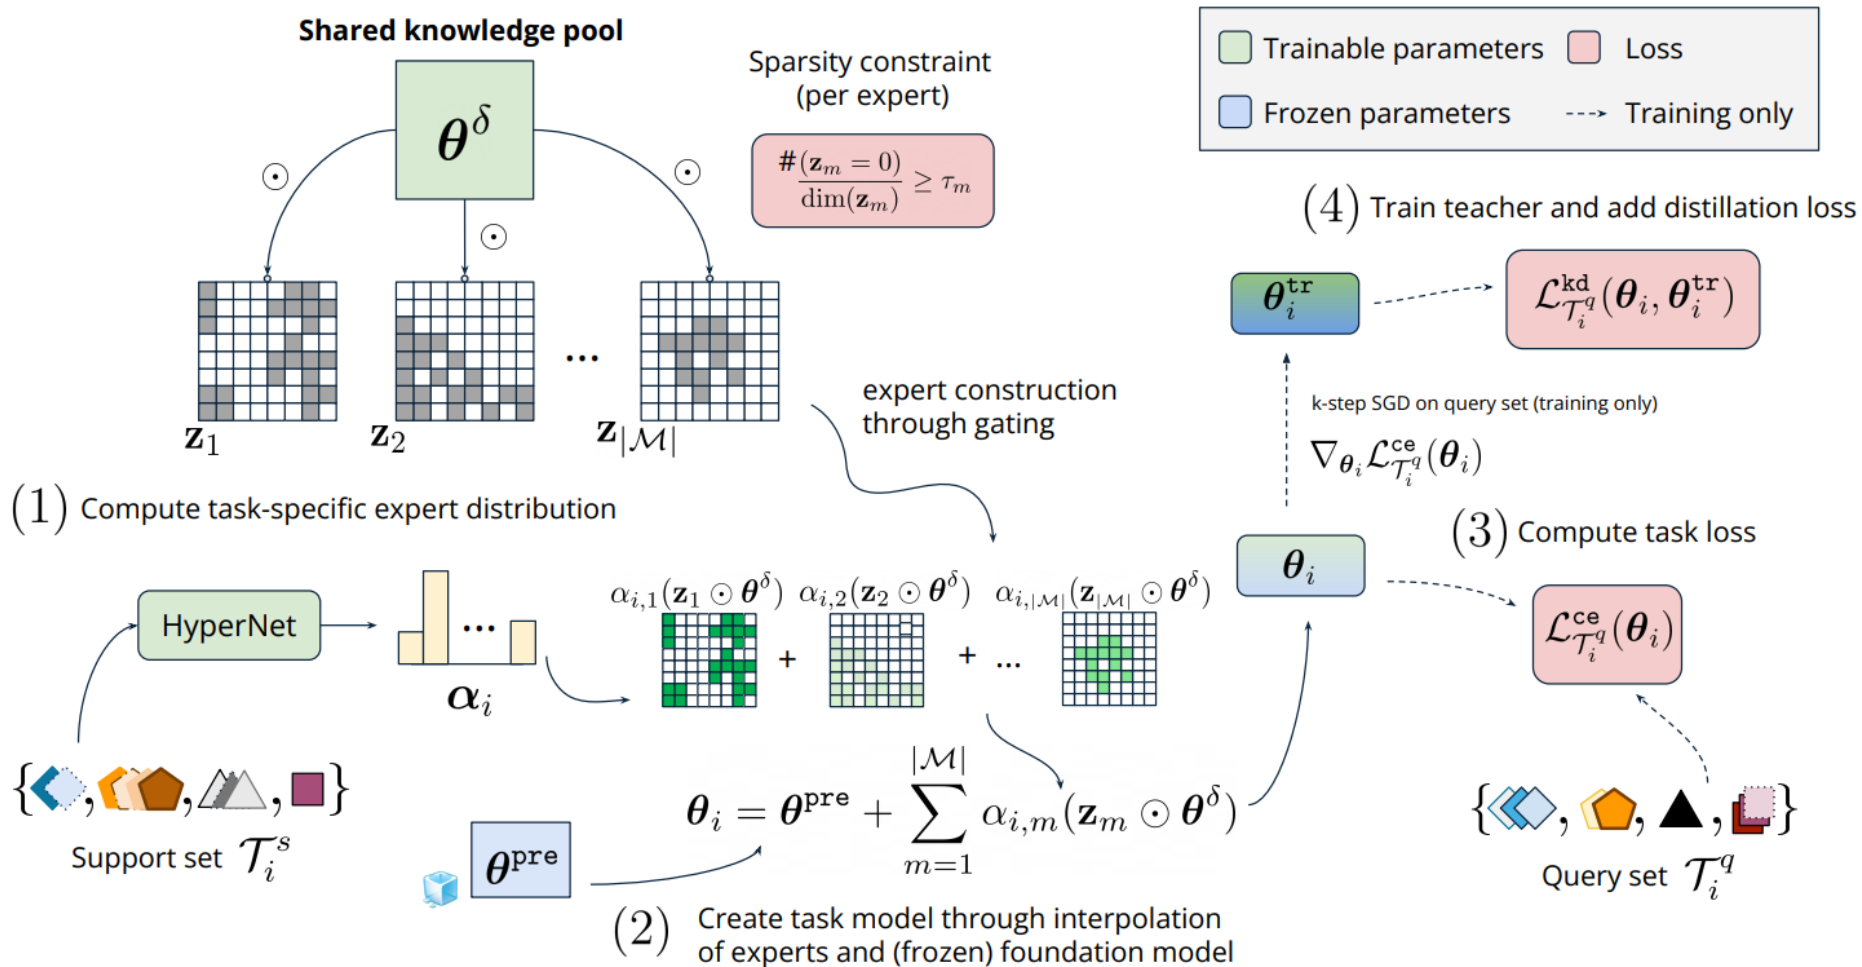 Shared knowledge pool
θ^δ
⊙
⊙
⊙
Sparsity constraint
(per expert)
#(z_m = 0) / dim(z_m) ≥ τ_m
Trainable parameters
Loss
Frozen parameters
Training only
(4) Train teacher and add distillation loss
θ_i^tr
L^kd_{T_i^q}(θ_i, θ_i^tr)
...
z_1
z_2
z_{|M|}
expert construction
through gating
k-step SGD on query set (training only)
∇_{θ_i} L^ce_{T_i^q}(θ_i)
(1) Compute task-specific expert distribution
(3) Compute task loss
HyperNet
...
α_i
α_{i,1}(z_1 ⊙ θ^δ)
α_{i,2}(z_2 ⊙ θ^δ)
α_{i,|M|}(z_{|M|} ⊙ θ^δ)
+
+ ...
θ_i
L^ce_{T_i^q}(θ_i)
{ , , , }
Support set T_i^s
θ^pre
θ_i = θ^pre + ∑_{m=1}^{|M|} α_{i,m}(z_m ⊙ θ^δ)
{ , , , }
Query set T_i^q
(2) Create task model through interpolation
of experts and (frozen) foundation model